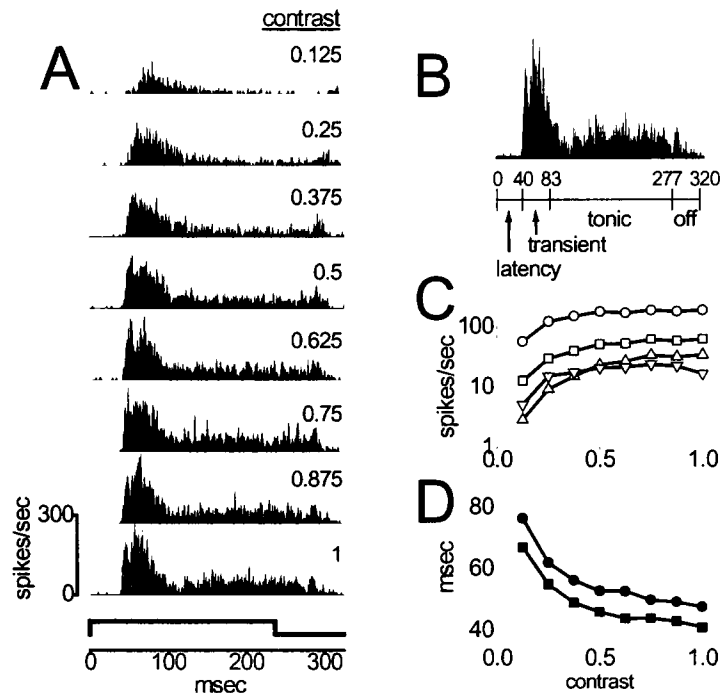 A
contrast
0.125
0.25
0.375
0.5
0.625
0.75
0.875
1
300
0
spikes/sec
0 100 200 300
msec
B
0 40 83 277 320
tonic off
transient
latency
C
100
10
1
spikes/sec
0.0 0.5 1.0
D
80
60
40
msec
0.0 0.5 1.0
contrast